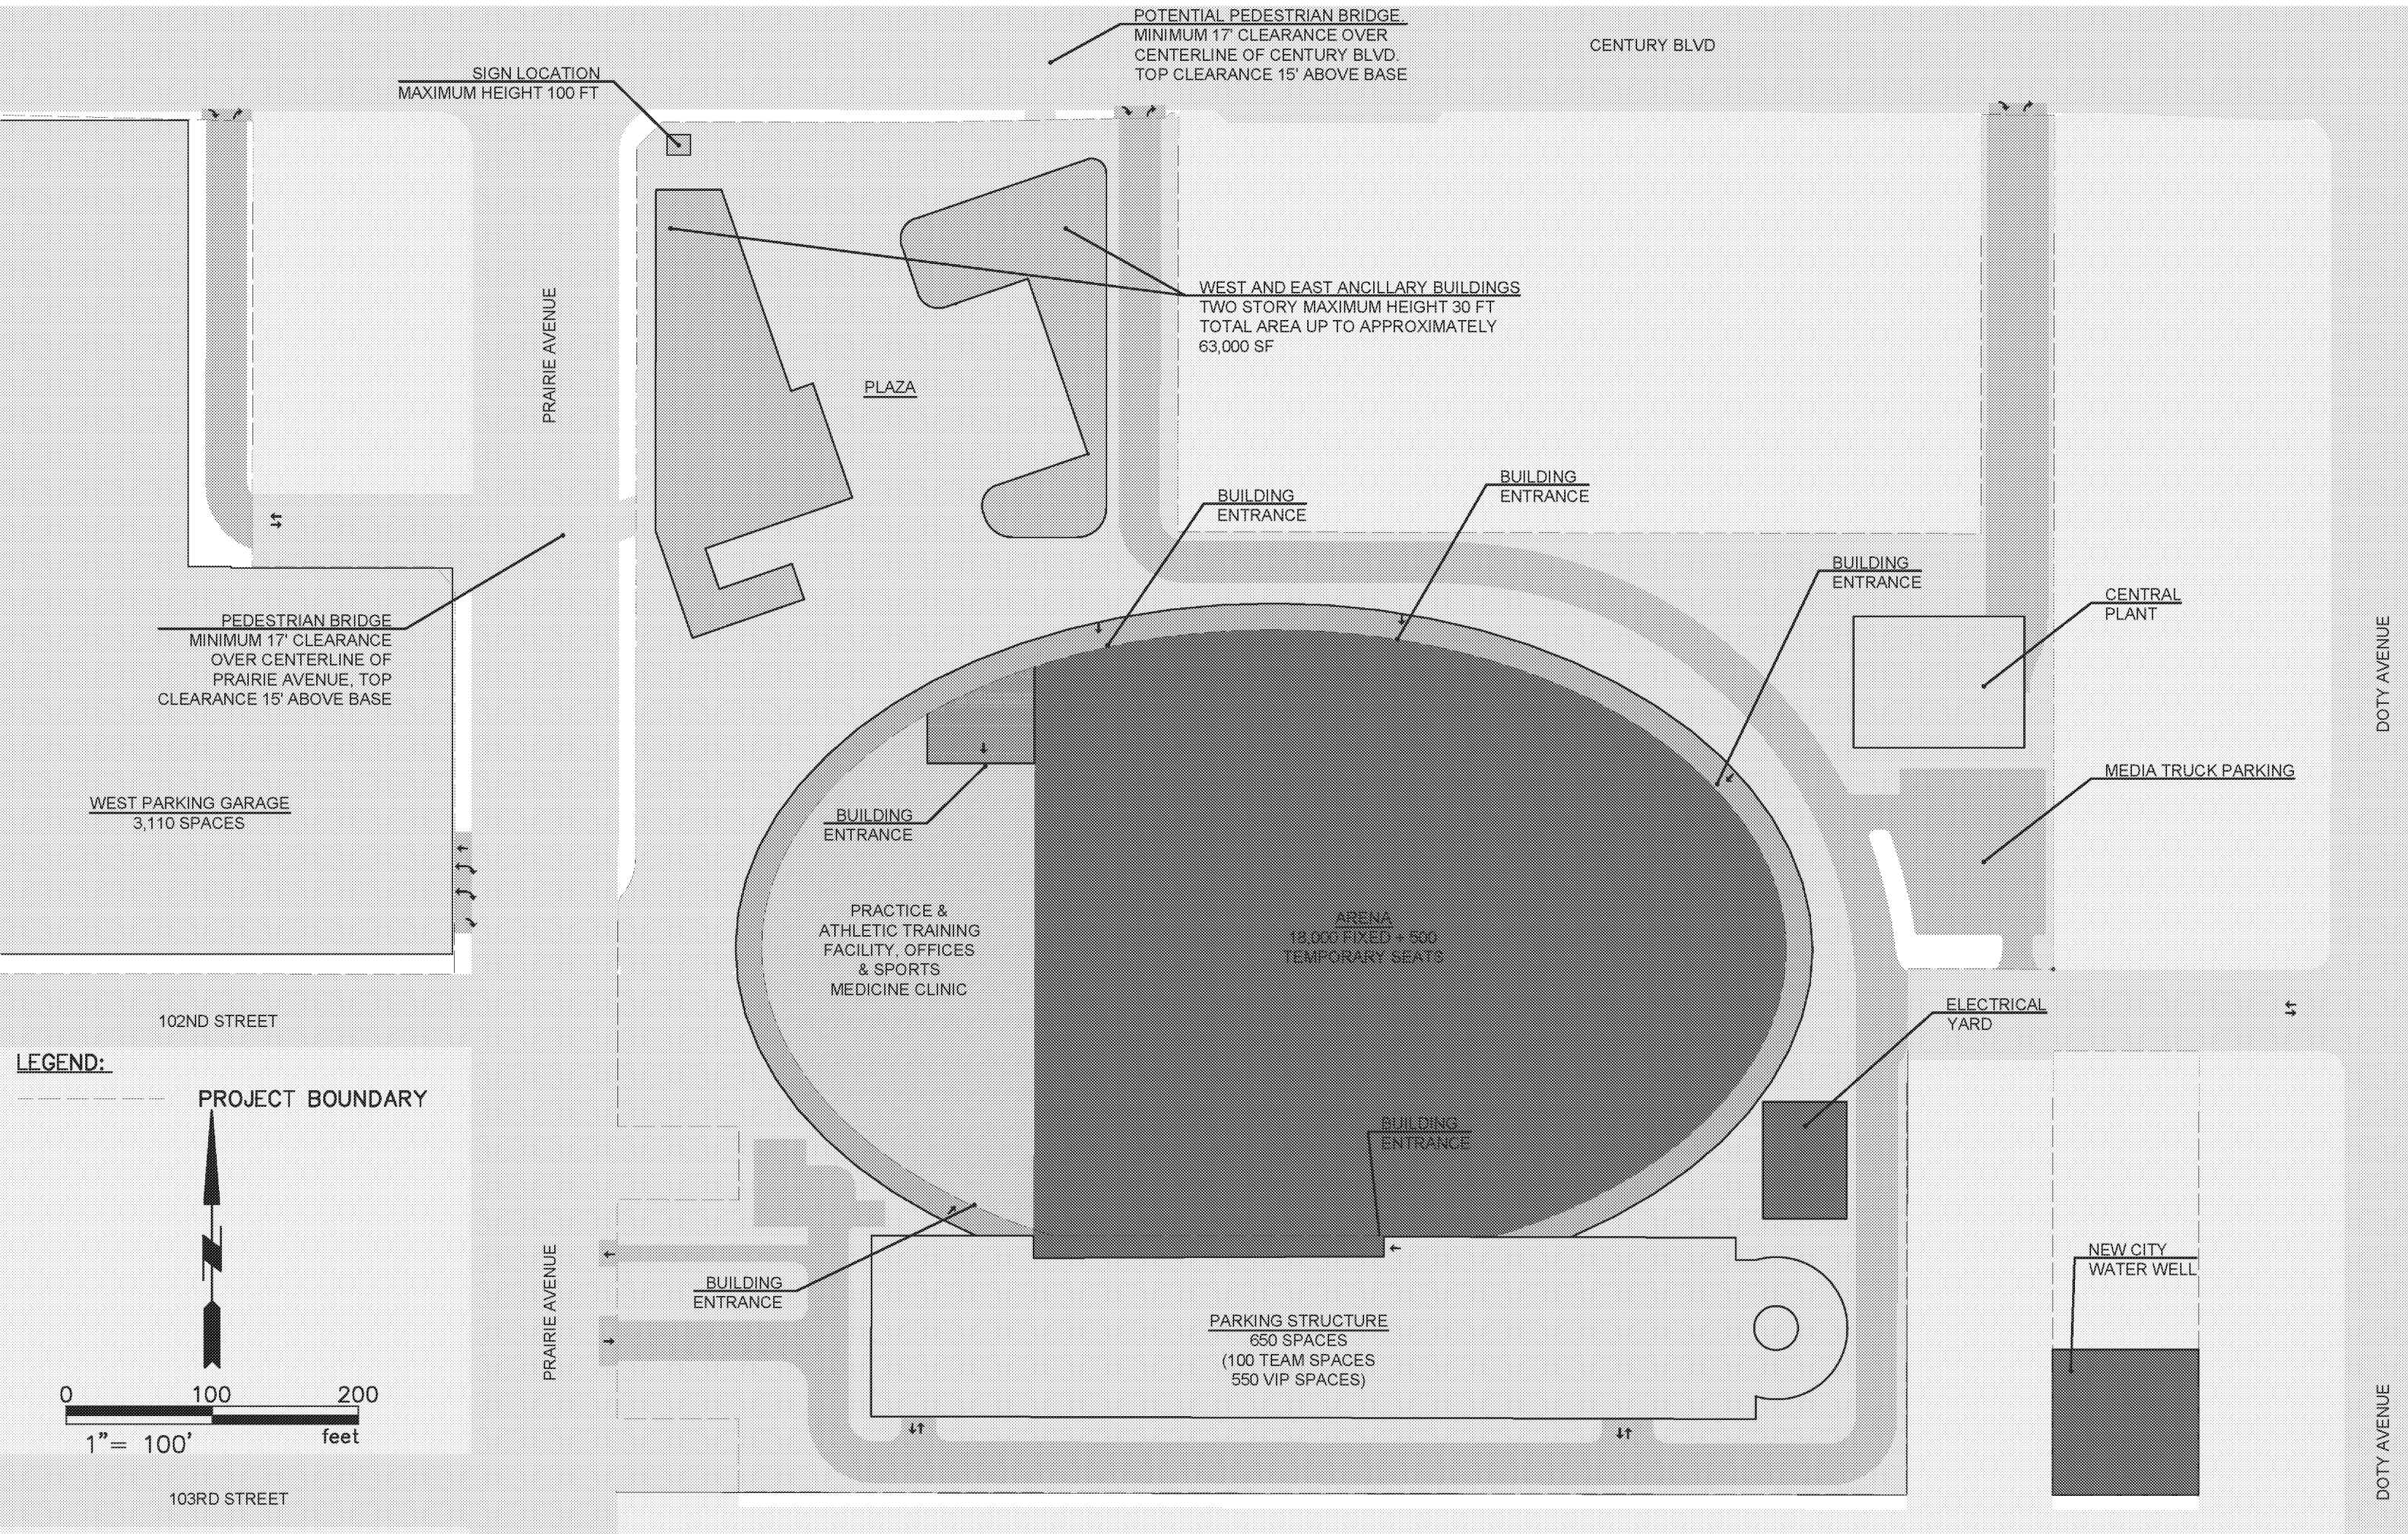 POTENTIAL PEDESTRIAN BRIDGE.
MINIMUM 17' CLEARANCE OVER
CENTERLINE OF CENTURY BLVD.
TOP CLEARANCE 15' ABOVE BASE
CENTURY BLVD
SIGN LOCATION
MAXIMUM HEIGHT 100 FT
PRAIRIE AVENUE
WEST AND EAST ANCILLARY BUILDINGS
TWO STORY MAXIMUM HEIGHT 30 FT
TOTAL AREA UP TO APPROXIMATELY
63,000 SF
PLAZA
BUILDING
ENTRANCE
BUILDING
ENTRANCE
BUILDING
ENTRANCE
CENTRAL
PLANT
DOTY AVENUE
PEDESTRIAN BRIDGE
MINIMUM 17' CLEARANCE
OVER CENTERLINE OF
PRAIRIE AVENUE, TOP
CLEARANCE 15' ABOVE BASE
MEDIA TRUCK PARKING
WEST PARKING GARAGE
3,110 SPACES
BUILDING
ENTRANCE
PRACTICE &
ATHLETIC TRAINING
FACILITY, OFFICES
& SPORTS
MEDICINE CLINIC
ARENA
18,000 FIXED + 500
TEMPORARY SEATS
102ND STREET
ELECTRICAL
YARD
LEGEND:
PROJECT BOUNDARY
N
0 100 200
1"= 100' feet
BUILDING
ENTRANCE
BUILDING
ENTRANCE
PRAIRIE AVENUE
NEW CITY
WATER WELL
PARKING STRUCTURE
650 SPACES
(100 TEAM SPACES
550 VIP SPACES)
DOTY AVENUE
103RD STREET